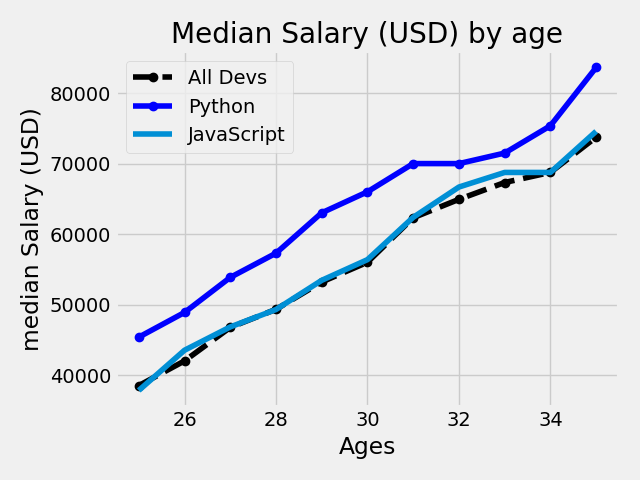 Median Salary (USD) by age
All Devs
Python
JavaScript
median Salary (USD)
80000
70000
60000
50000
40000
26 28 30 32 34
Ages